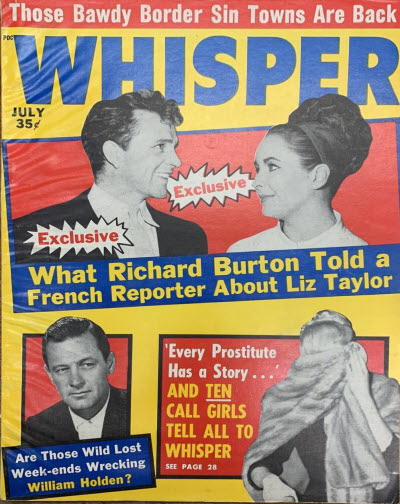 Those Bawdy Border Sin Towns Are Back
WHISPER
JULY
35¢
Exclusive
Exclusive
What Richard Burton Told a
French Reporter About Liz Taylor
'Every Prostitute
Has a Story...'
AND TEN
CALL GIRLS
TELL ALL TO
WHISPER
SEE PAGE 28
Are Those Wild Lost
Week-ends Wrecking
William Holden?